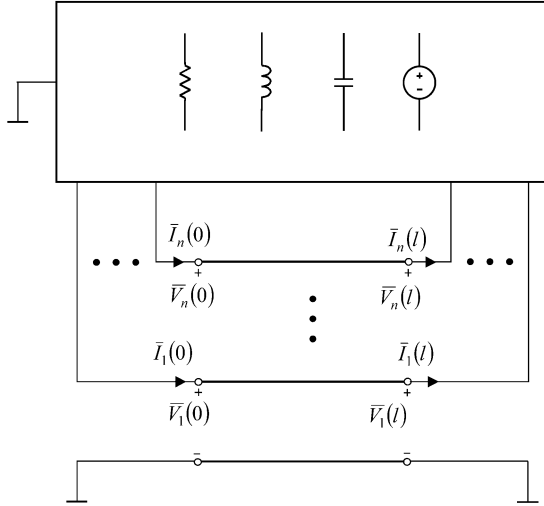 +
-
Ī_n(0) Ī_n(l)
+ +
V̄_n(0) V̄_n(l)
Ī_1(0) Ī_1(l)
+ +
V̄_1(0) V̄_1(l)
- -